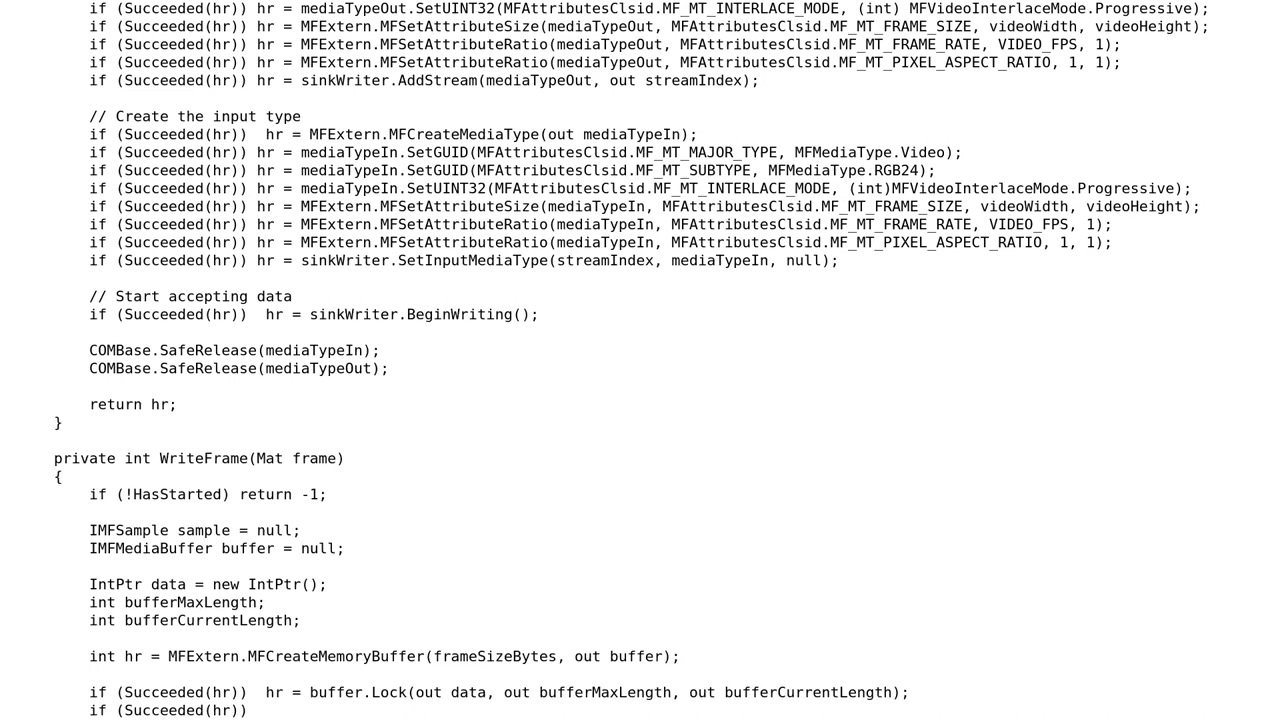 if (Succeeded(hr)) hr = mediaTypeOut.SetUINT32(MFAttributesClsid.MF_MT_INTERLACE_MODE, (int) MFVideoInterlaceMode.Progressive);
if (Succeeded(hr)) hr = MFExtern.MFSetAttributeSize(mediaTypeOut, MFAttributesClsid.MF_MT_FRAME_SIZE, videoWidth, videoHeight);
if (Succeeded(hr)) hr = MFExtern.MFSetAttributeRatio(mediaTypeOut, MFAttributesClsid.MF_MT_FRAME_RATE, VIDEO_FPS, 1);
if (Succeeded(hr)) hr = MFExtern.MFSetAttributeRatio(mediaTypeOut, MFAttributesClsid.MF_MT_PIXEL_ASPECT_RATIO, 1, 1);
if (Succeeded(hr)) hr = sinkWriter.AddStream(mediaTypeOut, out streamIndex);

// Create the input type
if (Succeeded(hr))  hr = MFExtern.MFCreateMediaType(out mediaTypeIn);
if (Succeeded(hr)) hr = mediaTypeIn.SetGUID(MFAttributesClsid.MF_MT_MAJOR_TYPE, MFMediaType.Video);
if (Succeeded(hr)) hr = mediaTypeIn.SetGUID(MFAttributesClsid.MF_MT_SUBTYPE, MFMediaType.RGB24);
if (Succeeded(hr)) hr = mediaTypeIn.SetUINT32(MFAttributesClsid.MF_MT_INTERLACE_MODE, (int)MFVideoInterlaceMode.Progressive);
if (Succeeded(hr)) hr = MFExtern.MFSetAttributeSize(mediaTypeIn, MFAttributesClsid.MF_MT_FRAME_SIZE, videoWidth, videoHeight);
if (Succeeded(hr)) hr = MFExtern.MFSetAttributeRatio(mediaTypeIn, MFAttributesClsid.MF_MT_FRAME_RATE, VIDEO_FPS, 1);
if (Succeeded(hr)) hr = MFExtern.MFSetAttributeRatio(mediaTypeIn, MFAttributesClsid.MF_MT_PIXEL_ASPECT_RATIO, 1, 1);
if (Succeeded(hr)) hr = sinkWriter.SetInputMediaType(streamIndex, mediaTypeIn, null);

// Start accepting data
if (Succeeded(hr))  hr = sinkWriter.BeginWriting();

COMBase.SafeRelease(mediaTypeIn);
COMBase.SafeRelease(mediaTypeOut);

return hr;
}

private int WriteFrame(Mat frame)
{
if (!HasStarted) return -1;

IMFSample sample = null;
IMFMediaBuffer buffer = null;

IntPtr data = new IntPtr();
int bufferMaxLength;
int bufferCurrentLength;

int hr = MFExtern.MFCreateMemoryBuffer(frameSizeBytes, out buffer);

if (Succeeded(hr))  hr = buffer.Lock(out data, out bufferMaxLength, out bufferCurrentLength);
if (Succeeded(hr))